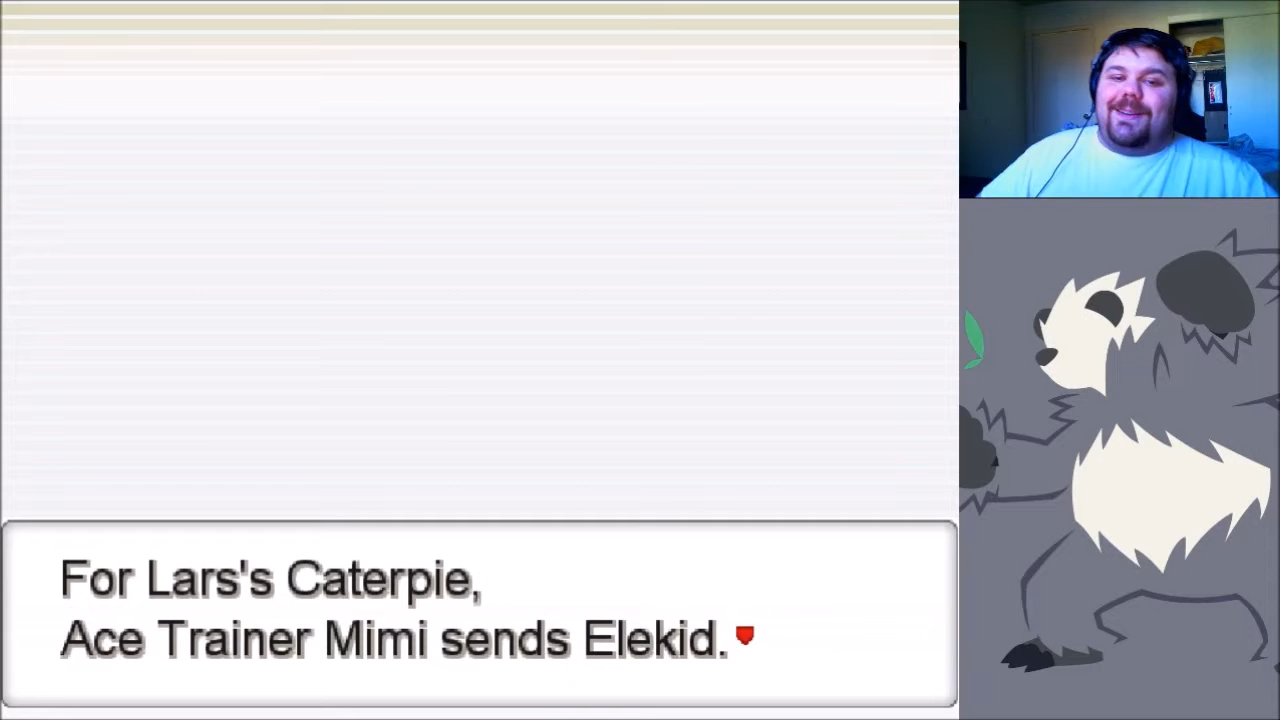 For Lars's Caterpie,
Ace Trainer Mimi sends Elekid.